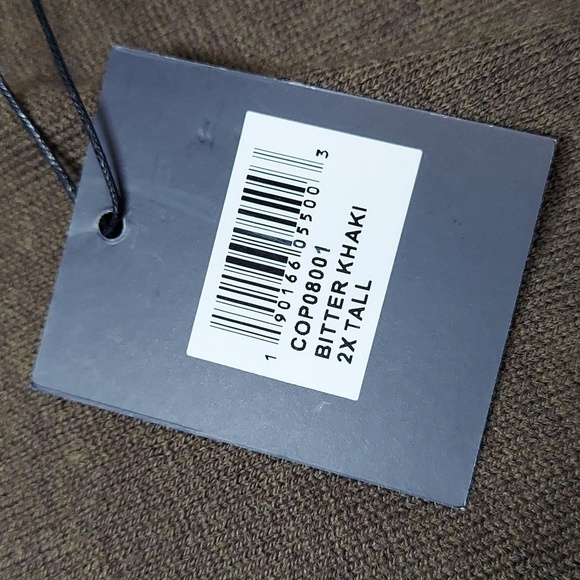 1 90166 05500 3
COP08001
BITTER KHAKI
2X TALL